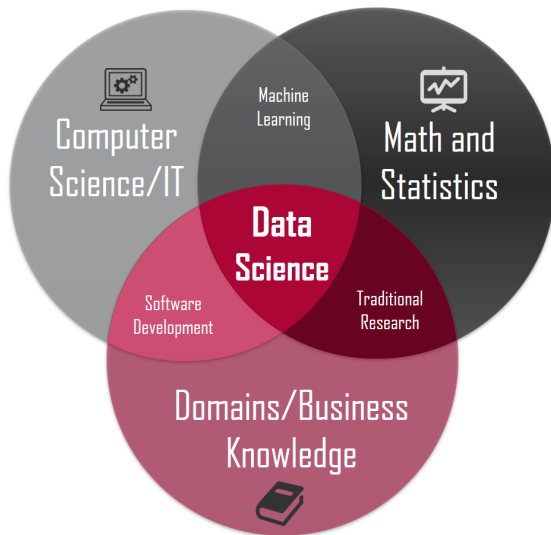 Machine
Learning
Computer
Science/IT
Math and
Statistics
Data
Science
Software
Development
Traditional
Research
Domains/Business
Knowledge